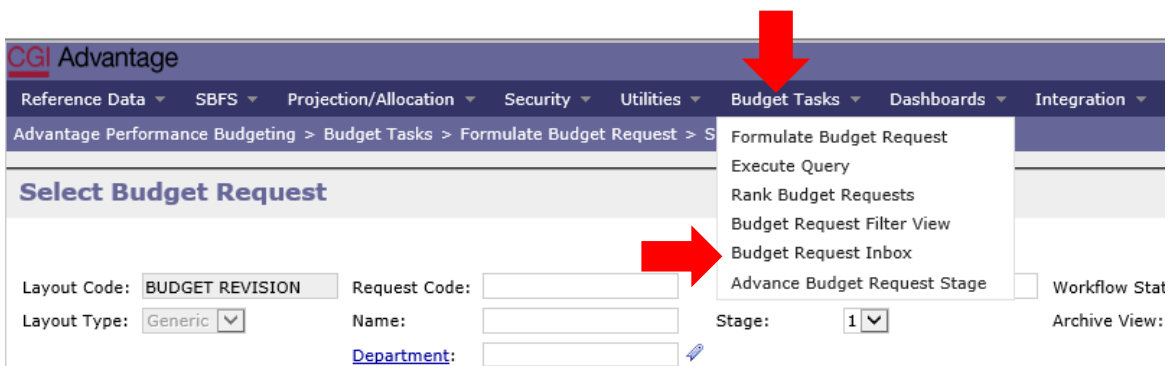 CGI Advantage
Reference Data SBFS Projection/Allocation Security Utilities Budget Tasks Dashboards Integration
Advantage Performance Budgeting > Budget Tasks > Formulate Budget Request > S
Formulate Budget Request
Execute Query
Rank Budget Requests
Budget Request Filter View
Budget Request Inbox
Advance Budget Request Stage
Select Budget Request
Layout Code: BUDGET REVISION Request Code: Workflow Stat
Layout Type: Generic Name: Stage: 1 Archive View:
Department: